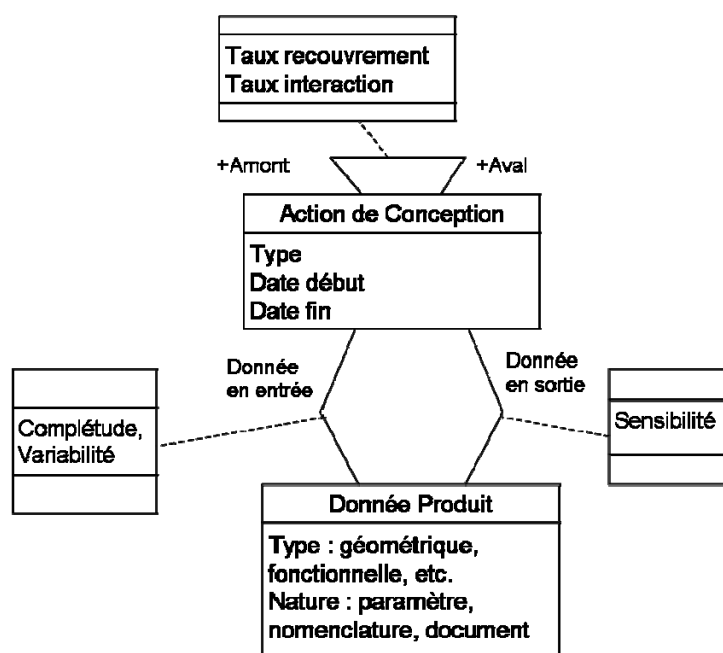 Taux recouvrement
Taux interaction
+Amont
+Aval
Action de Conception
Type
Date début
Date fin
Donnée
en entrée
Donnée
en sortie
Complétude,
Variabilité
Sensibilité
Donnée Produit
Type : géométrique,
fonctionnelle, etc.
Nature : paramètre,
nomenclature, document